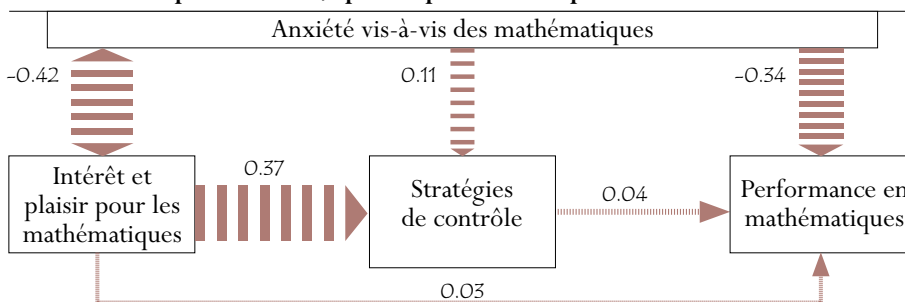 Anxiété vis-à-vis des mathématiques
-0.42
0.11
-0.34
Intérêt et
plaisir pour les
mathématiques
0.37
Stratégies
de contrôle
0.04
Performance en
mathématiques
0.03